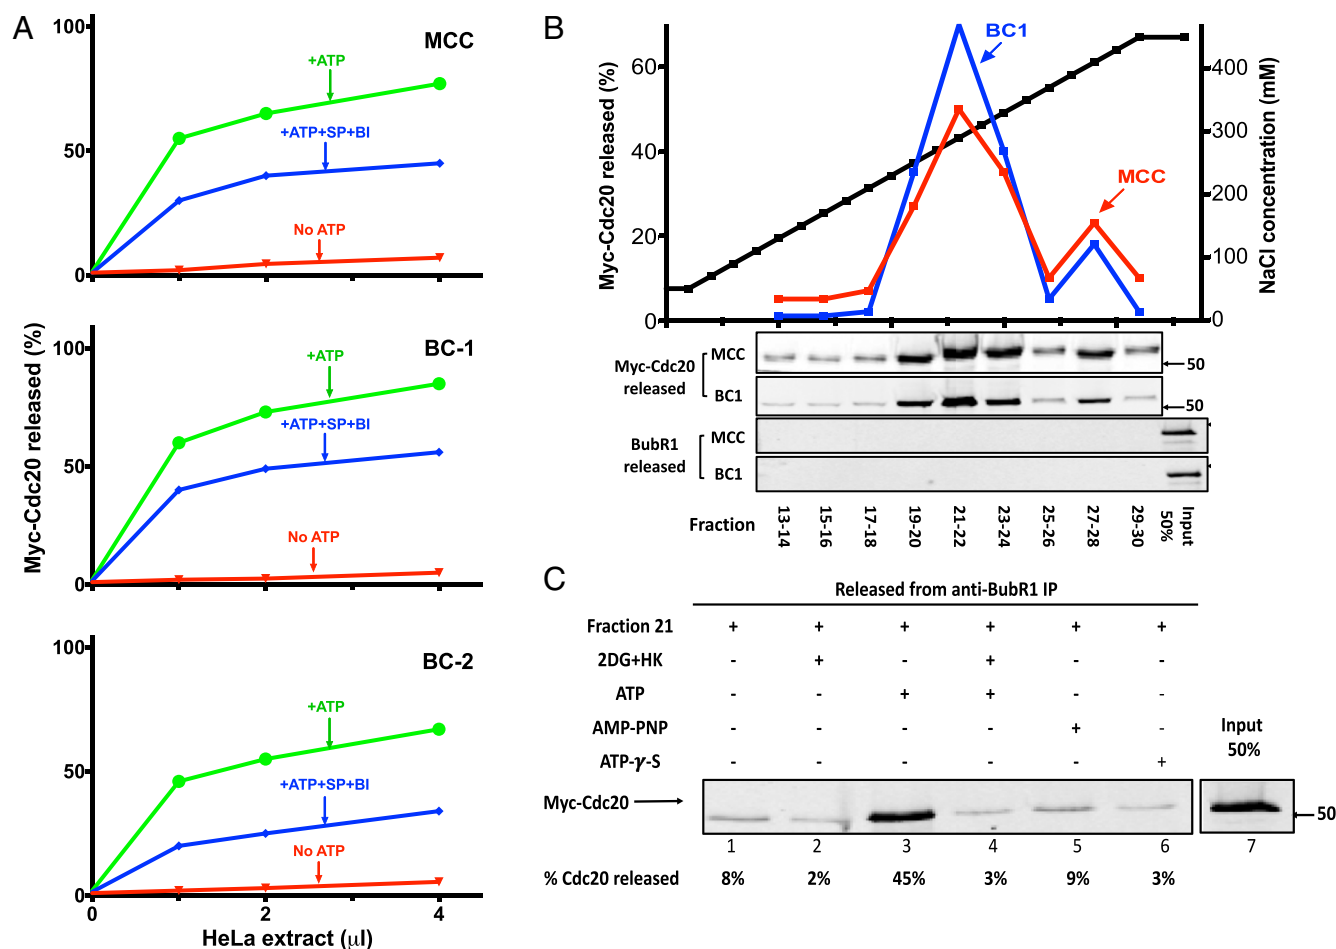 A
100
MCC
+ATP
+ATP+SP+BI
50
No ATP
0
100
BC-1
+ATP
+ATP+SP+BI
50
No ATP
0
100
BC-2
+ATP
+ATP+SP+BI
50
No ATP
0
0 2 4
HeLa extract (μl)
Myc-Cdc20 released (%)
B
BC1
MCC
60
40
20
0
Myc-Cdc20 released (%)
400
300
200
100
0
NaCl concentration (mM)
Myc-Cdc20 released
MCC
50
BC1
50
BubR1 released
MCC
BC1
Fraction 13-14 15-16 17-18 19-20 21-22 23-24 25-26 27-28 29-30 Input 50%
C
Released from anti-BubR1 IP
Fraction 21 + + + + + +
2DG+HK - + - + - -
ATP - - + + - -
AMP-PNP - - - - + -
ATP-γ-S - - - - - +
Input 50%
Myc-Cdc20
50
1 2 3 4 5 6 7
% Cdc20 released 8% 2% 45% 3% 9% 3%